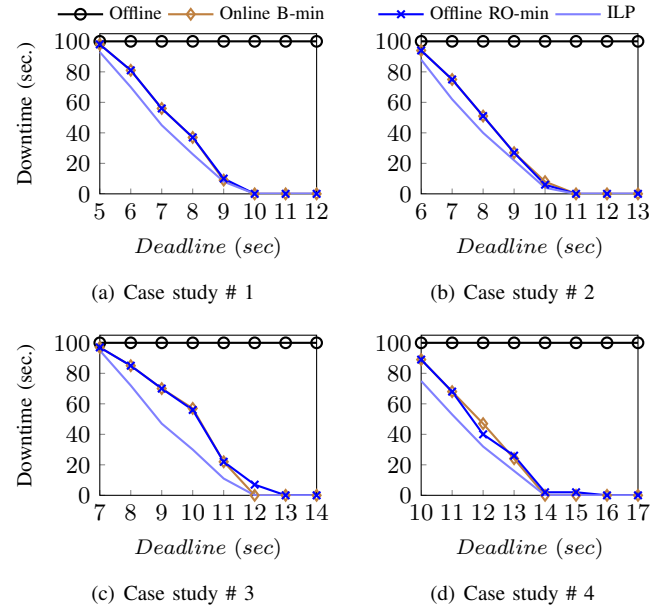 Offline Online B-min Offline RO-min ILP
Downtime (sec.)
100
80
60
40
20
0
5 6 7 8 9 10 11 12
Deadline (sec)
(a) Case study # 1
100
80
60
40
20
0
6 7 8 9 10 11 12 13
Deadline (sec)
(b) Case study # 2
Downtime (sec.)
100
80
60
40
20
0
7 8 9 10 11 12 13 14
Deadline (sec)
(c) Case study # 3
100
80
60
40
20
0
10 11 12 13 14 15 16 17
Deadline (sec)
(d) Case study # 4